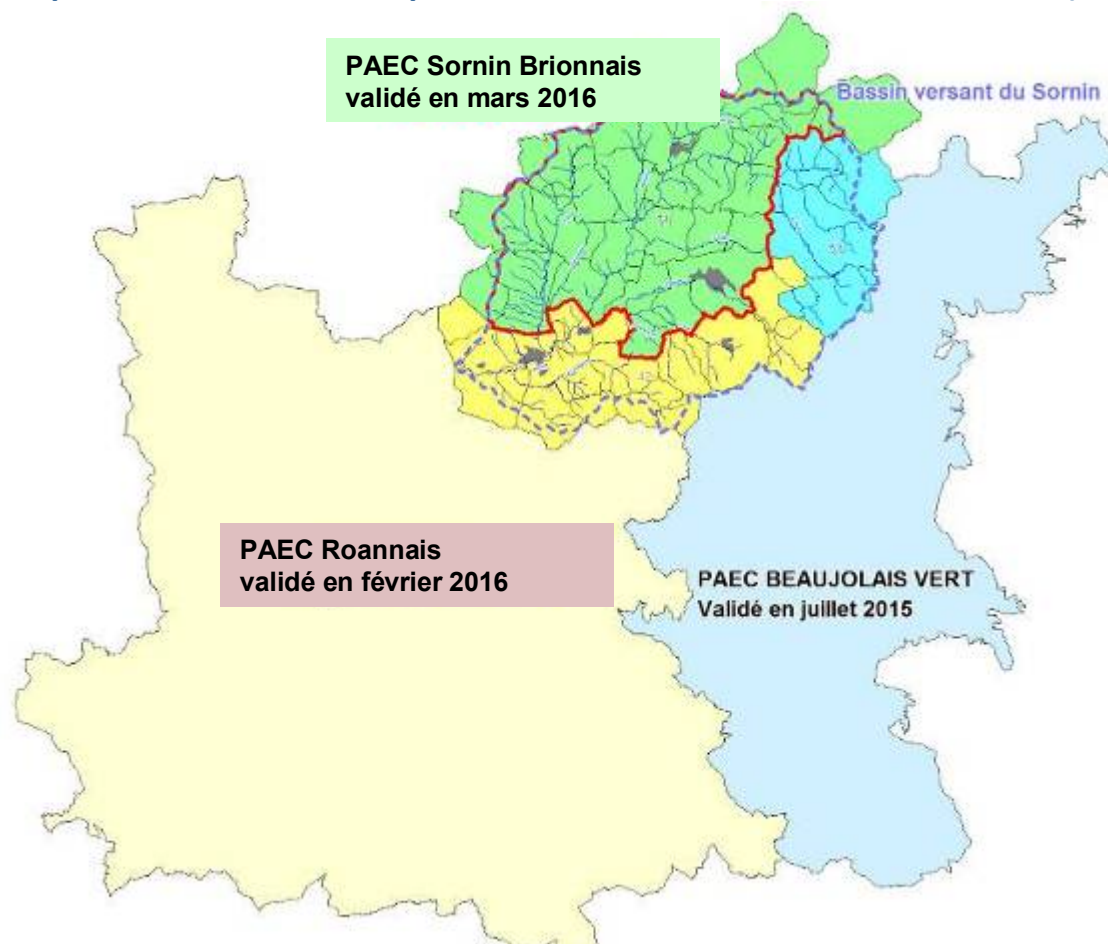 PAEC Sornin Brionnais
validé en mars 2016
Bassin versant du Sornin
PAEC Roannais
validé en février 2016
PAEC BEAUJOLAIS VERT
Validé en juillet 2015